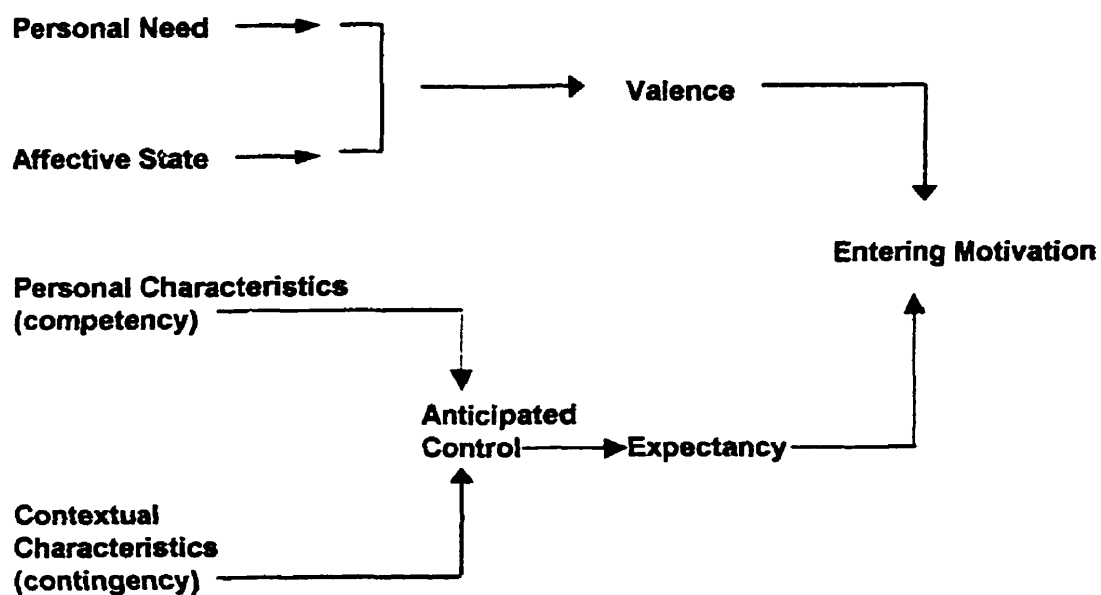 Personal Need
Affective State
Valence
Entering Motivation
Personal Characteristics
(competency)
Anticipated
Control
Expectancy
Contextual
Characteristics
(contingency)